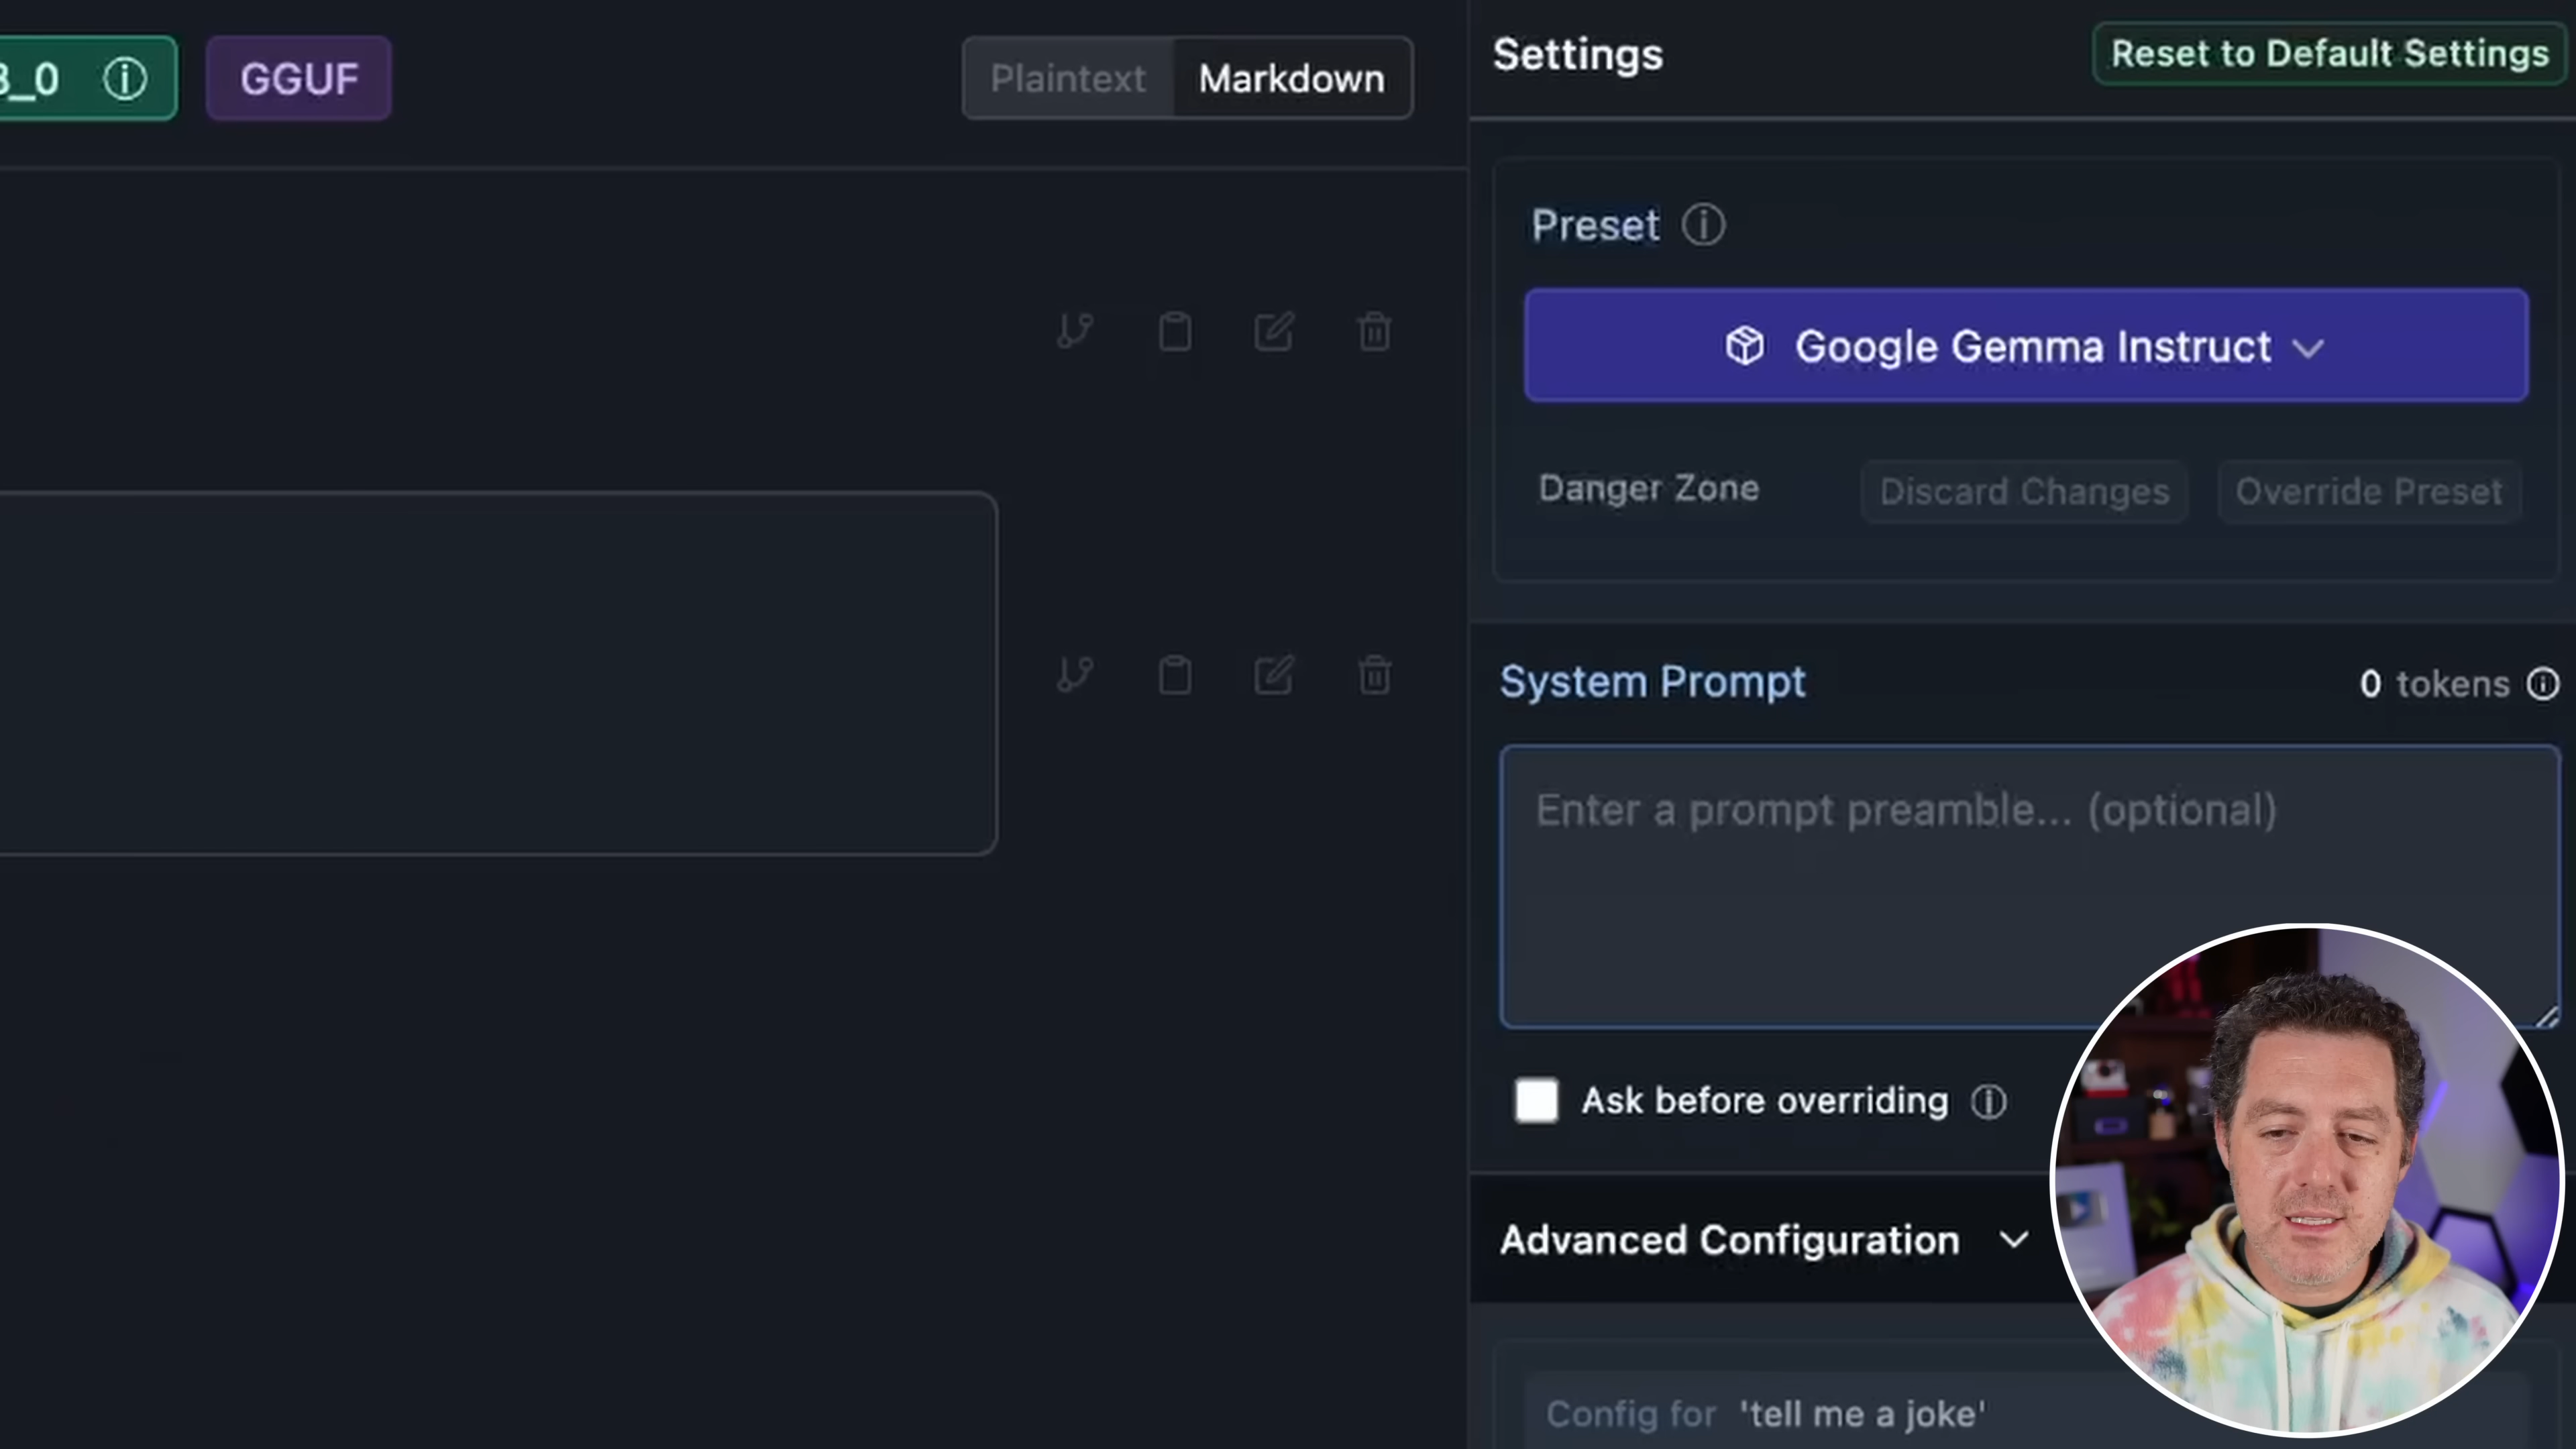 _0
GGUF
Plaintext
Markdown
Settings
Reset to Default Settings
Preset
Google Gemma Instruct
Danger Zone
Discard Changes
Override Preset
System Prompt
0 tokens
Enter a prompt preamble... (optional)
Ask before overriding
Advanced Configuration
Config for 'tell me a joke'